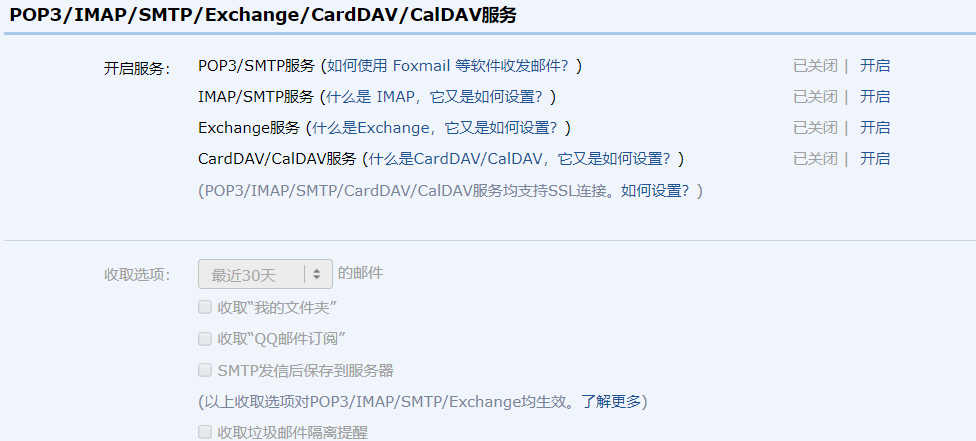 POP3/IMAP/SMTP/Exchange/CardDAV/CalDAV服务
开启服务： POP3/SMTP服务 (如何使用 Foxmail 等软件收发邮件？) 已关闭 | 开启
IMAP/SMTP服务 (什么是 IMAP，它又是如何设置？) 已关闭 | 开启
Exchange服务 (什么是Exchange，它又是如何设置？) 已关闭 | 开启
CardDAV/CalDAV服务 (什么是CardDAV/CalDAV，它又是如何设置？) 已关闭 | 开启
(POP3/IMAP/SMTP/CardDAV/CalDAV服务均支持SSL连接。如何设置？)
收取选项： 最近30天 的邮件
收取“我的文件夹”
收取“QQ邮件订阅”
SMTP发信后保存到服务器
(以上收取选项对POP3/IMAP/SMTP/Exchange均生效。了解更多)
收取垃圾邮件隔离提醒